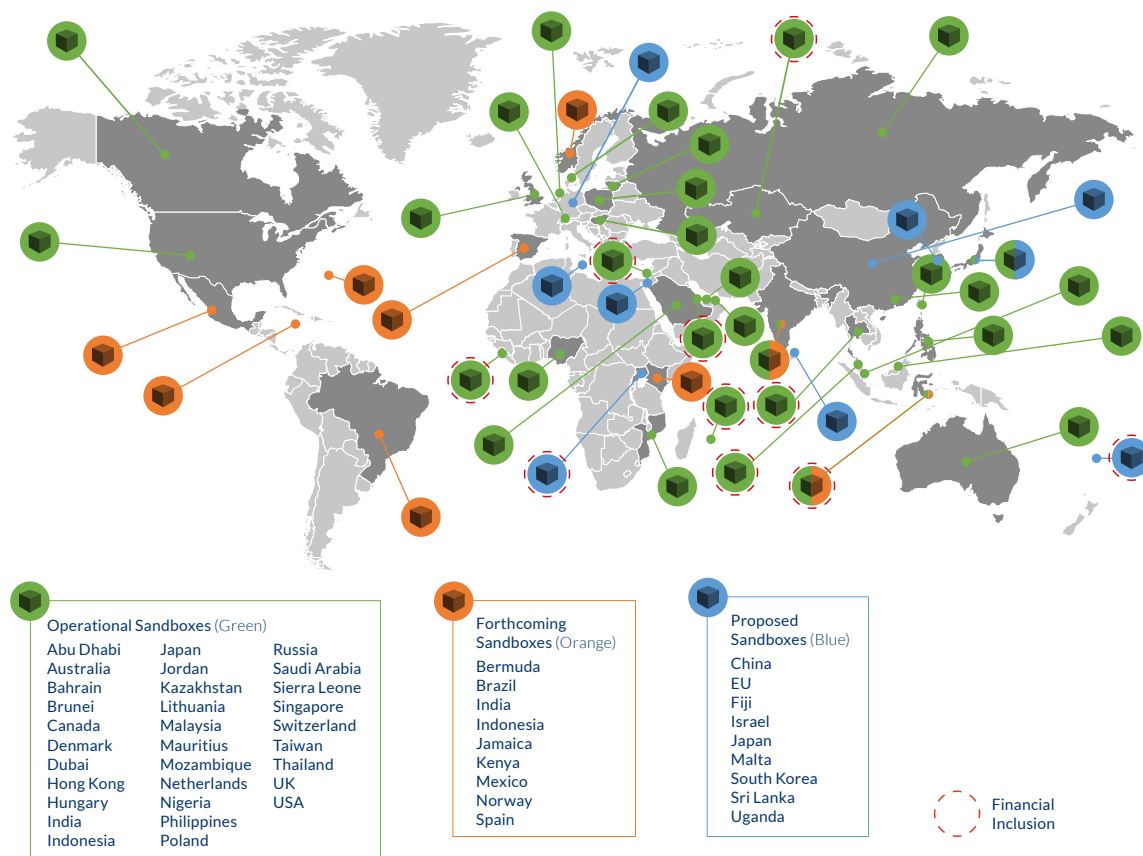 Operational Sandboxes (Green)
Abu Dhabi
Australia
Bahrain
Brunei
Canada
Denmark
Dubai
Hong Kong
Hungary
India
Indonesia
Japan
Jordan
Kazakhstan
Lithuania
Malaysia
Mauritius
Mozambique
Netherlands
Nigeria
Philippines
Poland
Russia
Saudi Arabia
Sierra Leone
Singapore
Switzerland
Taiwan
Thailand
UK
USA
Forthcoming
Sandboxes (Orange)
Bermuda
Brazil
India
Indonesia
Jamaica
Kenya
Mexico
Norway
Spain
Proposed
Sandboxes (Blue)
China
EU
Fiji
Israel
Japan
Malta
South Korea
Sri Lanka
Uganda
Financial
Inclusion